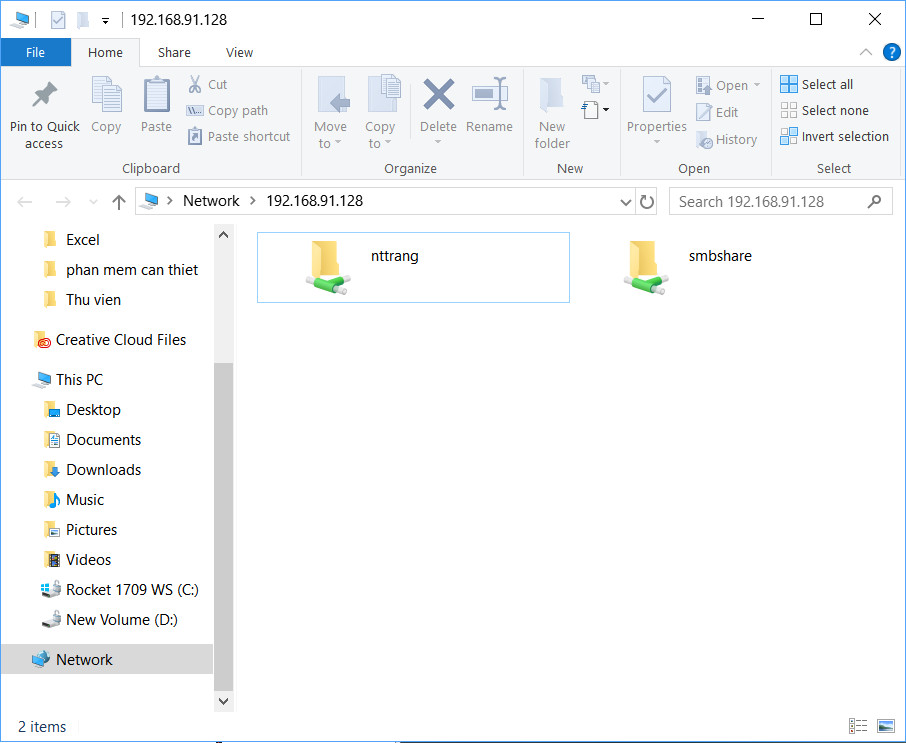 192.168.91.128
File Home Share View
Pin to Quick access
Copy
Paste
Cut
Copy path
Paste shortcut
Clipboard
Move to
Copy to
Delete
Rename
Organize
New folder
New
Properties
Open
Edit
History
Open
Select all
Select none
Invert selection
Select
Network > 192.168.91.128
Search 192.168.91.128
Excel
phan mem can thiet
Thu vien
Creative Cloud Files
This PC
Desktop
Documents
Downloads
Music
Pictures
Videos
Rocket 1709 WS (C:)
New Volume (D:)
Network
nttrang
smbshare
2 items